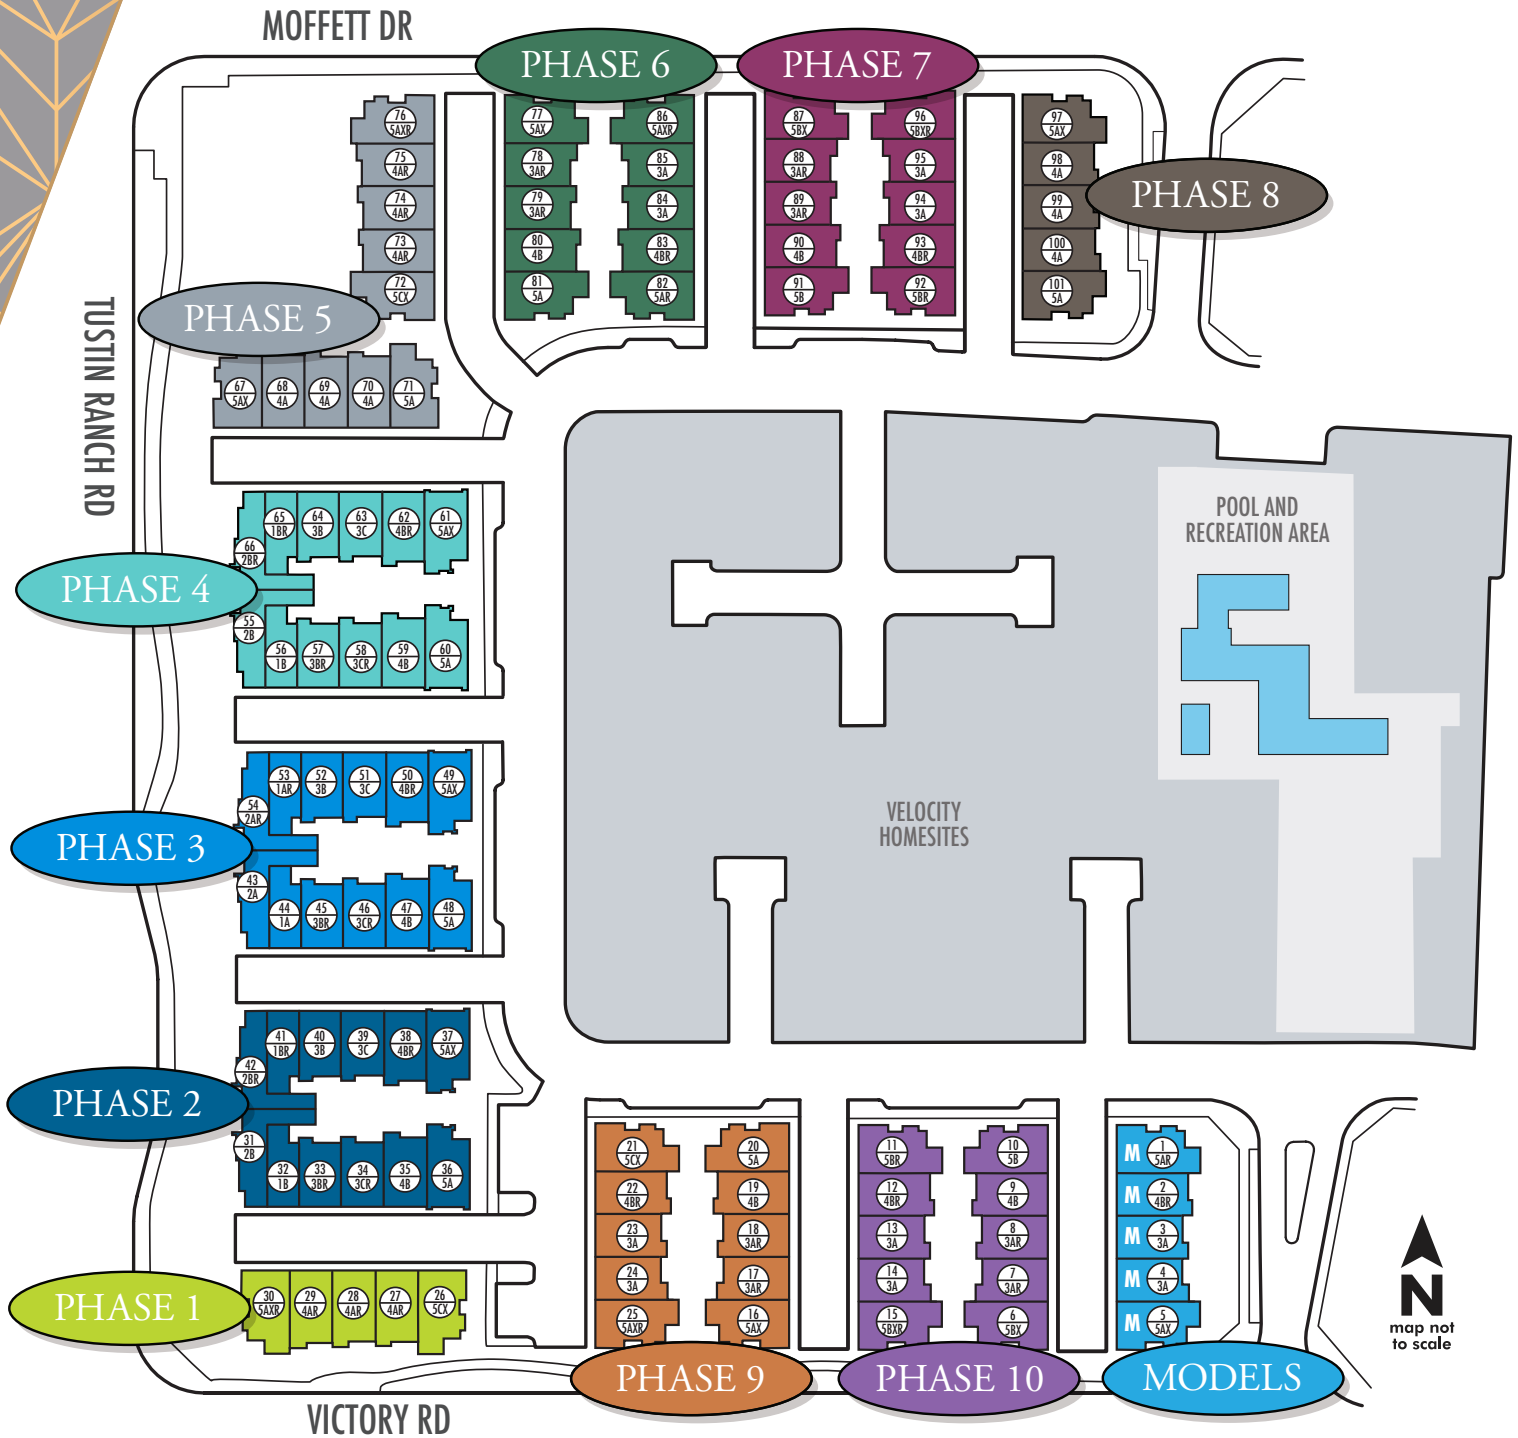 MOFFETT DR
PHASE 6
PHASE 7
76
5AXR
75
4AR
74
4AR
73
4AR
72
5CX
77
5AX
78
3AR
79
3AR
80
4B
81
5A
86
5AXR
85
3A
84
3A
83
4BR
82
5AR
87
5BX
88
3AR
89
3AR
90
4B
91
5B
96
5BXR
95
3A
94
3A
93
4BR
92
5BR
97
5AX
98
4A
99
4A
100
4A
101
5A
PHASE 8
PHASE 5
TUSTIN RANCH RD
67
5AX
68
4A
69
4A
70
4A
71
5A
POOL AND
RECREATION AREA
65
1BR
64
3B
63
3C
62
4BR
61
5AX
66
2BR
PHASE 4
55
2B
56
1B
57
3BR
58
3CR
59
4B
60
5A
53
1AR
52
3B
51
3C
50
4BR
49
5AX
54
2AR
PHASE 3
43
2A
44
1A
45
3BR
46
3CR
47
4B
48
5A
VELOCITY
HOMESITES
41
1BR
40
3B
39
3C
38
4BR
37
5AX
42
2BR
PHASE 2
31
2B
32
1B
33
3BR
34
3CR
35
4B
36
5A
21
5CX
22
4BR
23
3A
24
3A
25
5AXR
20
5A
19
4B
18
3AR
17
3AR
16
5AX
11
5BR
12
4BR
13
3A
14
3A
15
5BXR
10
5B
9
4B
8
3AR
7
3AR
6
5BX
M
1
5AR
M
2
4BR
M
3
3A
M
4
3A
M
5
5AX
PHASE 1
30
5AXR
29
4AR
28
4AR
27
4AR
26
5CX
N
map not
to scale
PHASE 9
PHASE 10
MODELS
VICTORY RD